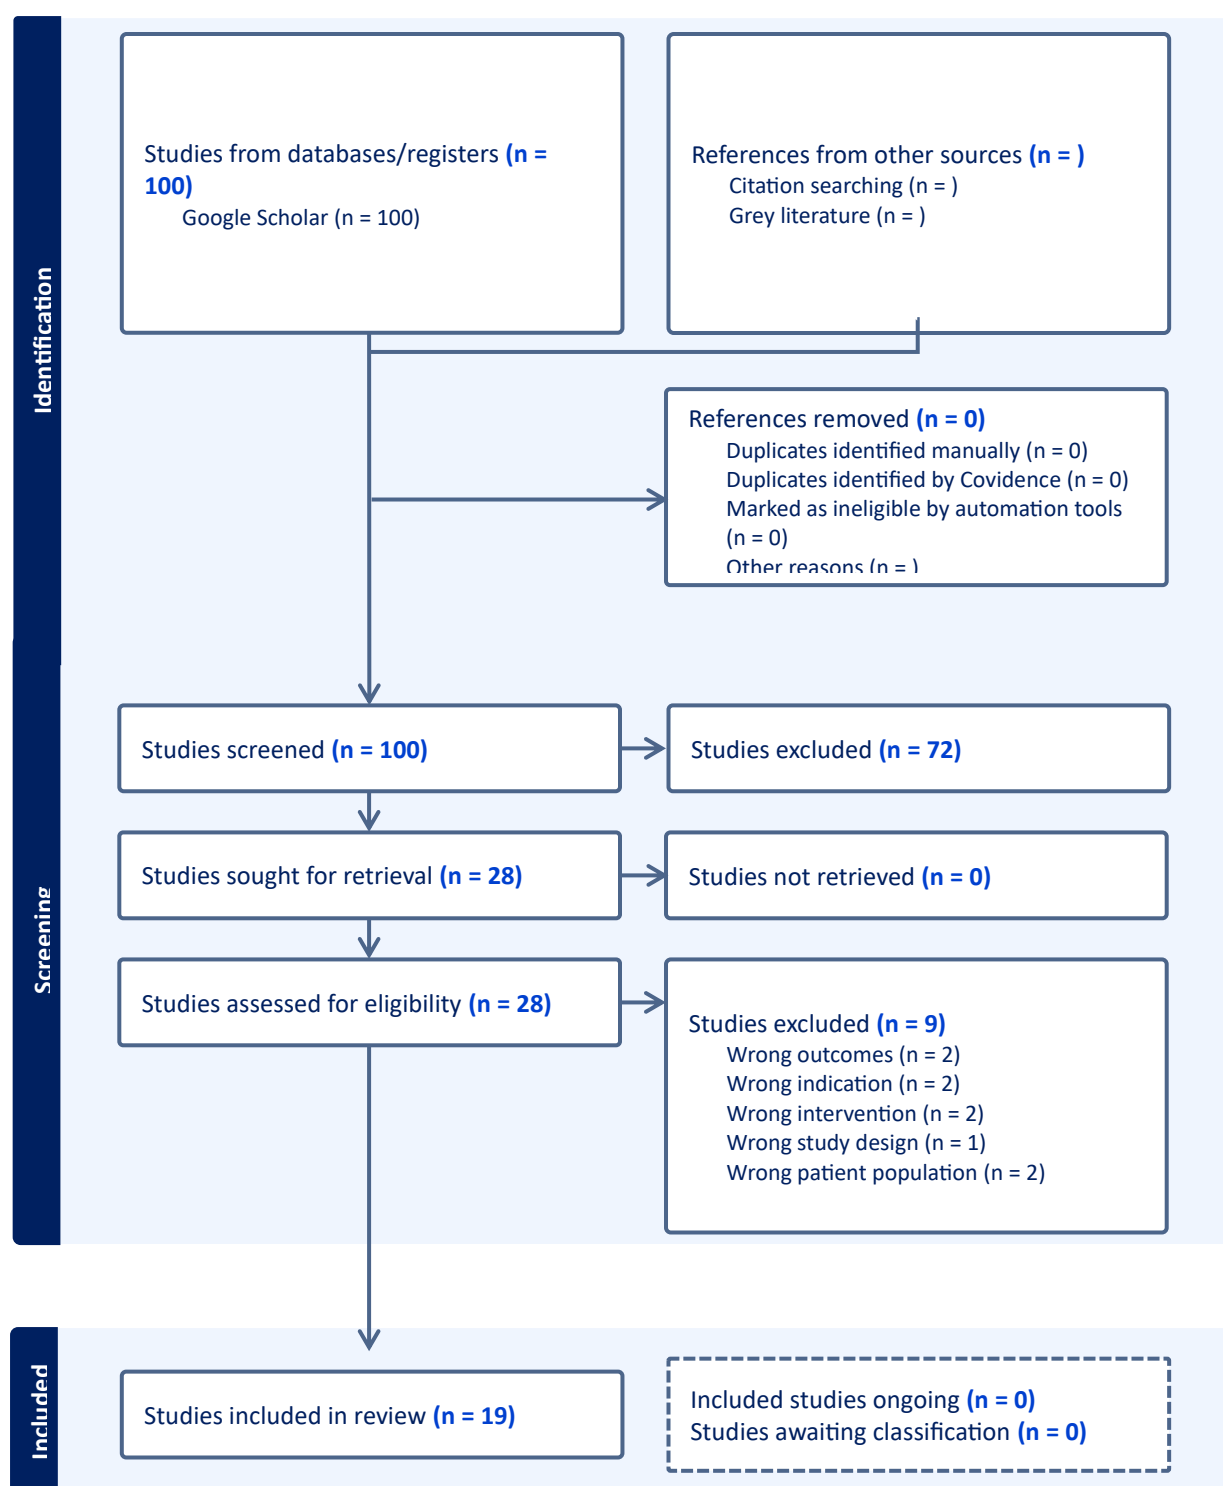 Identification
Studies from databases/registers (n =
100)
Google Scholar (n = 100)
References from other sources (n = )
Citation searching (n = )
Grey literature (n = )
References removed (n = 0)
Duplicates identified manually (n = 0)
Duplicates identified by Covidence (n = 0)
Marked as ineligible by automation tools
(n = 0)
Other reasons (n = )
Screening
Studies screened (n = 100)
Studies excluded (n = 72)
Studies sought for retrieval (n = 28)
Studies not retrieved (n = 0)
Studies assessed for eligibility (n = 28)
Studies excluded (n = 9)
Wrong outcomes (n = 2)
Wrong indication (n = 2)
Wrong intervention (n = 2)
Wrong study design (n = 1)
Wrong patient population (n = 2)
Included
Studies included in review (n = 19)
Included studies ongoing (n = 0)
Studies awaiting classification (n = 0)